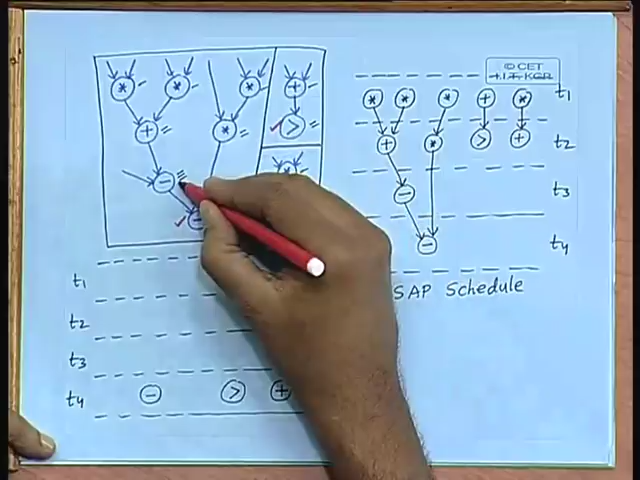 © CET
I.I.T. KGP
* * * +
t1
* * * + *
+ * >
t2
+ * > +
− *
t3
− 
t4
−
SAP Schedule
t1
t2
t3
t4
− > +